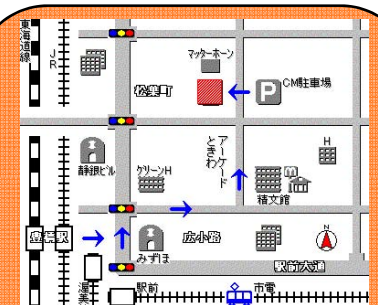 東海道線
JR
マッターホーン
松葉町
P
CM駐車場
アーケード
ときわ
静銀ビル
グリーンH
H
積文館
豊橋駅
広小路
N
みずほ
駅前大通
渥美
駅前
市電